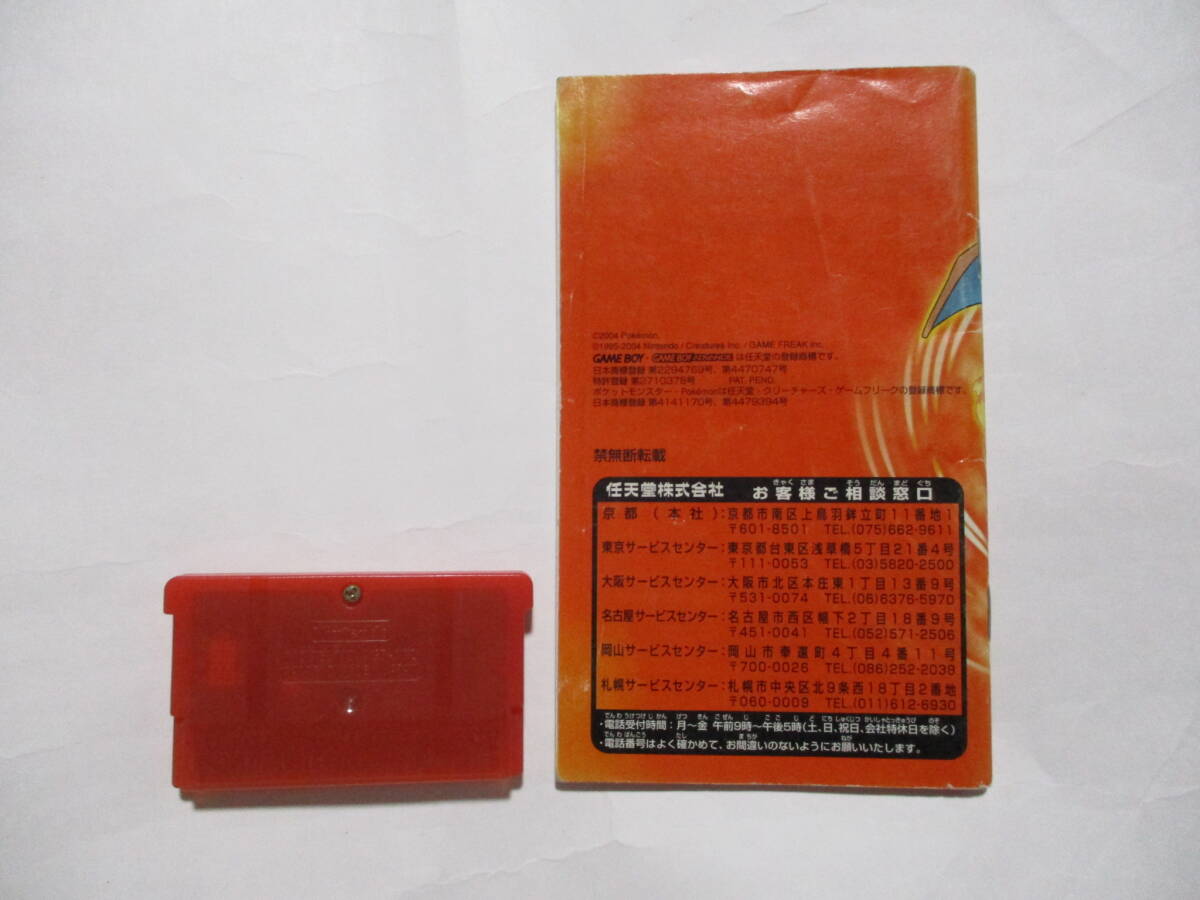 ©2004 Pokémon.
©1995-2004 Nintendo / Creatures inc. / GAME FREAK inc.
GAME BOY・GAME BOY ADVANCE は任天堂の登録商標です。
日本商標登録 第2294769号、第4470747号
特許登録 第2710378号 PAT. PEND.
ポケットモンスター・Pokémonは任天堂・クリーチャーズ・ゲームフリークの登録商標です。
日本商標登録 第4141170号、第4479394号
禁無断転載
任天堂株式会社 お客様ご相談窓口
京都(本社):京都市南区上鳥羽鉾立町11番地1
〒601-8501 TEL.(075)662-9611
東京サービスセンター:東京都台東区浅草橋5丁目21番4号
〒111-0053 TEL.(03)5820-2500
大阪サービスセンター:大阪市北区本庄東1丁目13番9号
〒531-0074 TEL.(06)6376-5970
名古屋サービスセンター:名古屋市西区幅下2丁目18番9号
〒451-0041 TEL.(052)571-2506
岡山サービスセンター:岡山市奉還町4丁目4番11号
〒700-0026 TEL.(086)252-2038
札幌サービスセンター:札幌市中央区北9条西18丁目2番地
〒060-0009 TEL.(011)612-6930
・電話受付時間:月〜金 午前9時〜午後5時(土、日、祝日、会社特休日を除く)
・電話番号はよく確かめて、お間違いのないようにお願いいたします。